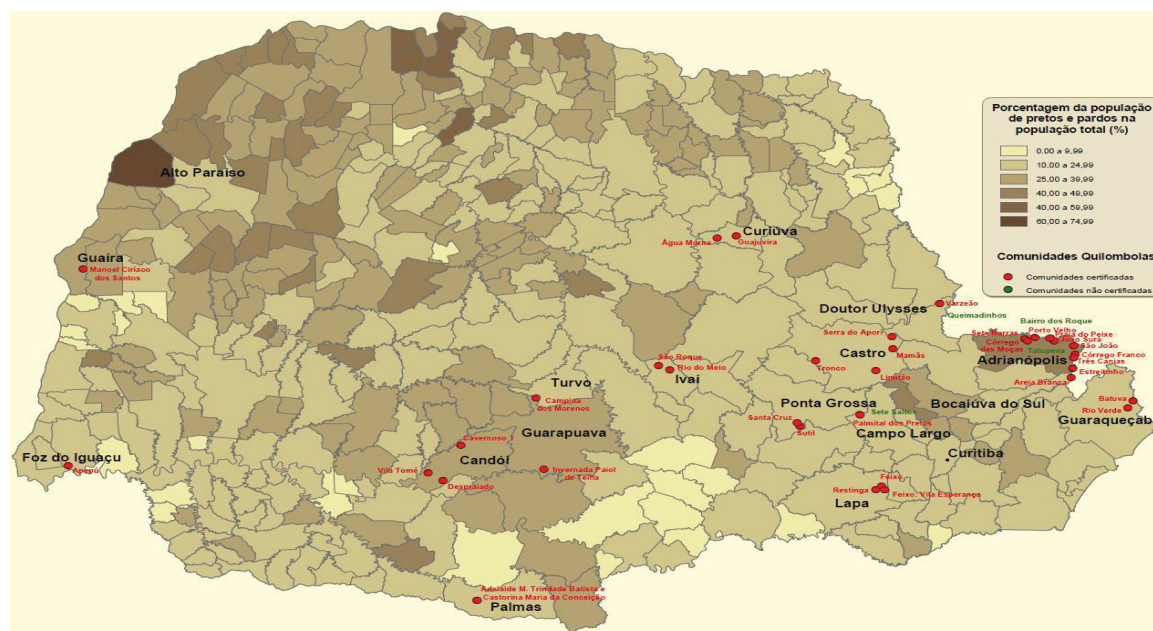 Porcentagem da população
de pretos e pardos na
população total (%)
0.00 a 9,99
10,00 a 24,99
25,00 a 39,99
40,00 a 49,99
40,00 a 59,99
60,00 a 74,99
Comunidades Quilombolas
Comunidades certificadas
Comunidades não certificadas
Alto Paraíso
Guaíra
Manoel Ciríaco
dos Santos
Curiúva
Água Morna
Guajuvira
Doutor Ulysses
Varzeão
Queimadinhos
Bairro dos Roque
Porto Velho
Sete Barras
Praia do Peixe
Córrego
das Moças
João Surá
Tatupeva
São João
Adrianópolis
Córrego Franco
Três Canias
Estreitinho
Areia Branca
Serra do Apon
Castro
Mamãs
Tronco
Limitão
São Roque
Rio do Meio
Ivaí
Turvo
Campina
dos Morenos
Guarapuava
Ponta Grossa
Sete Saltos
Santa Cruz
Palmital dos Pretos
Sutil
Campo Largo
Bocaiúva do Sul
Batuva
Rio Verde
Guaraqueçab
Curitiba
Cavernoso 1
Candói
Vila Tomé
Despraiado
Invernada Paiol
de Telha
Foz do Iguaçu
Apepú
Feixo
Restinga
Feixo: Vila Esperança
Lapa
Adelaide M. Trindade Batista e
Castorina Maria da Conceição
Palmas